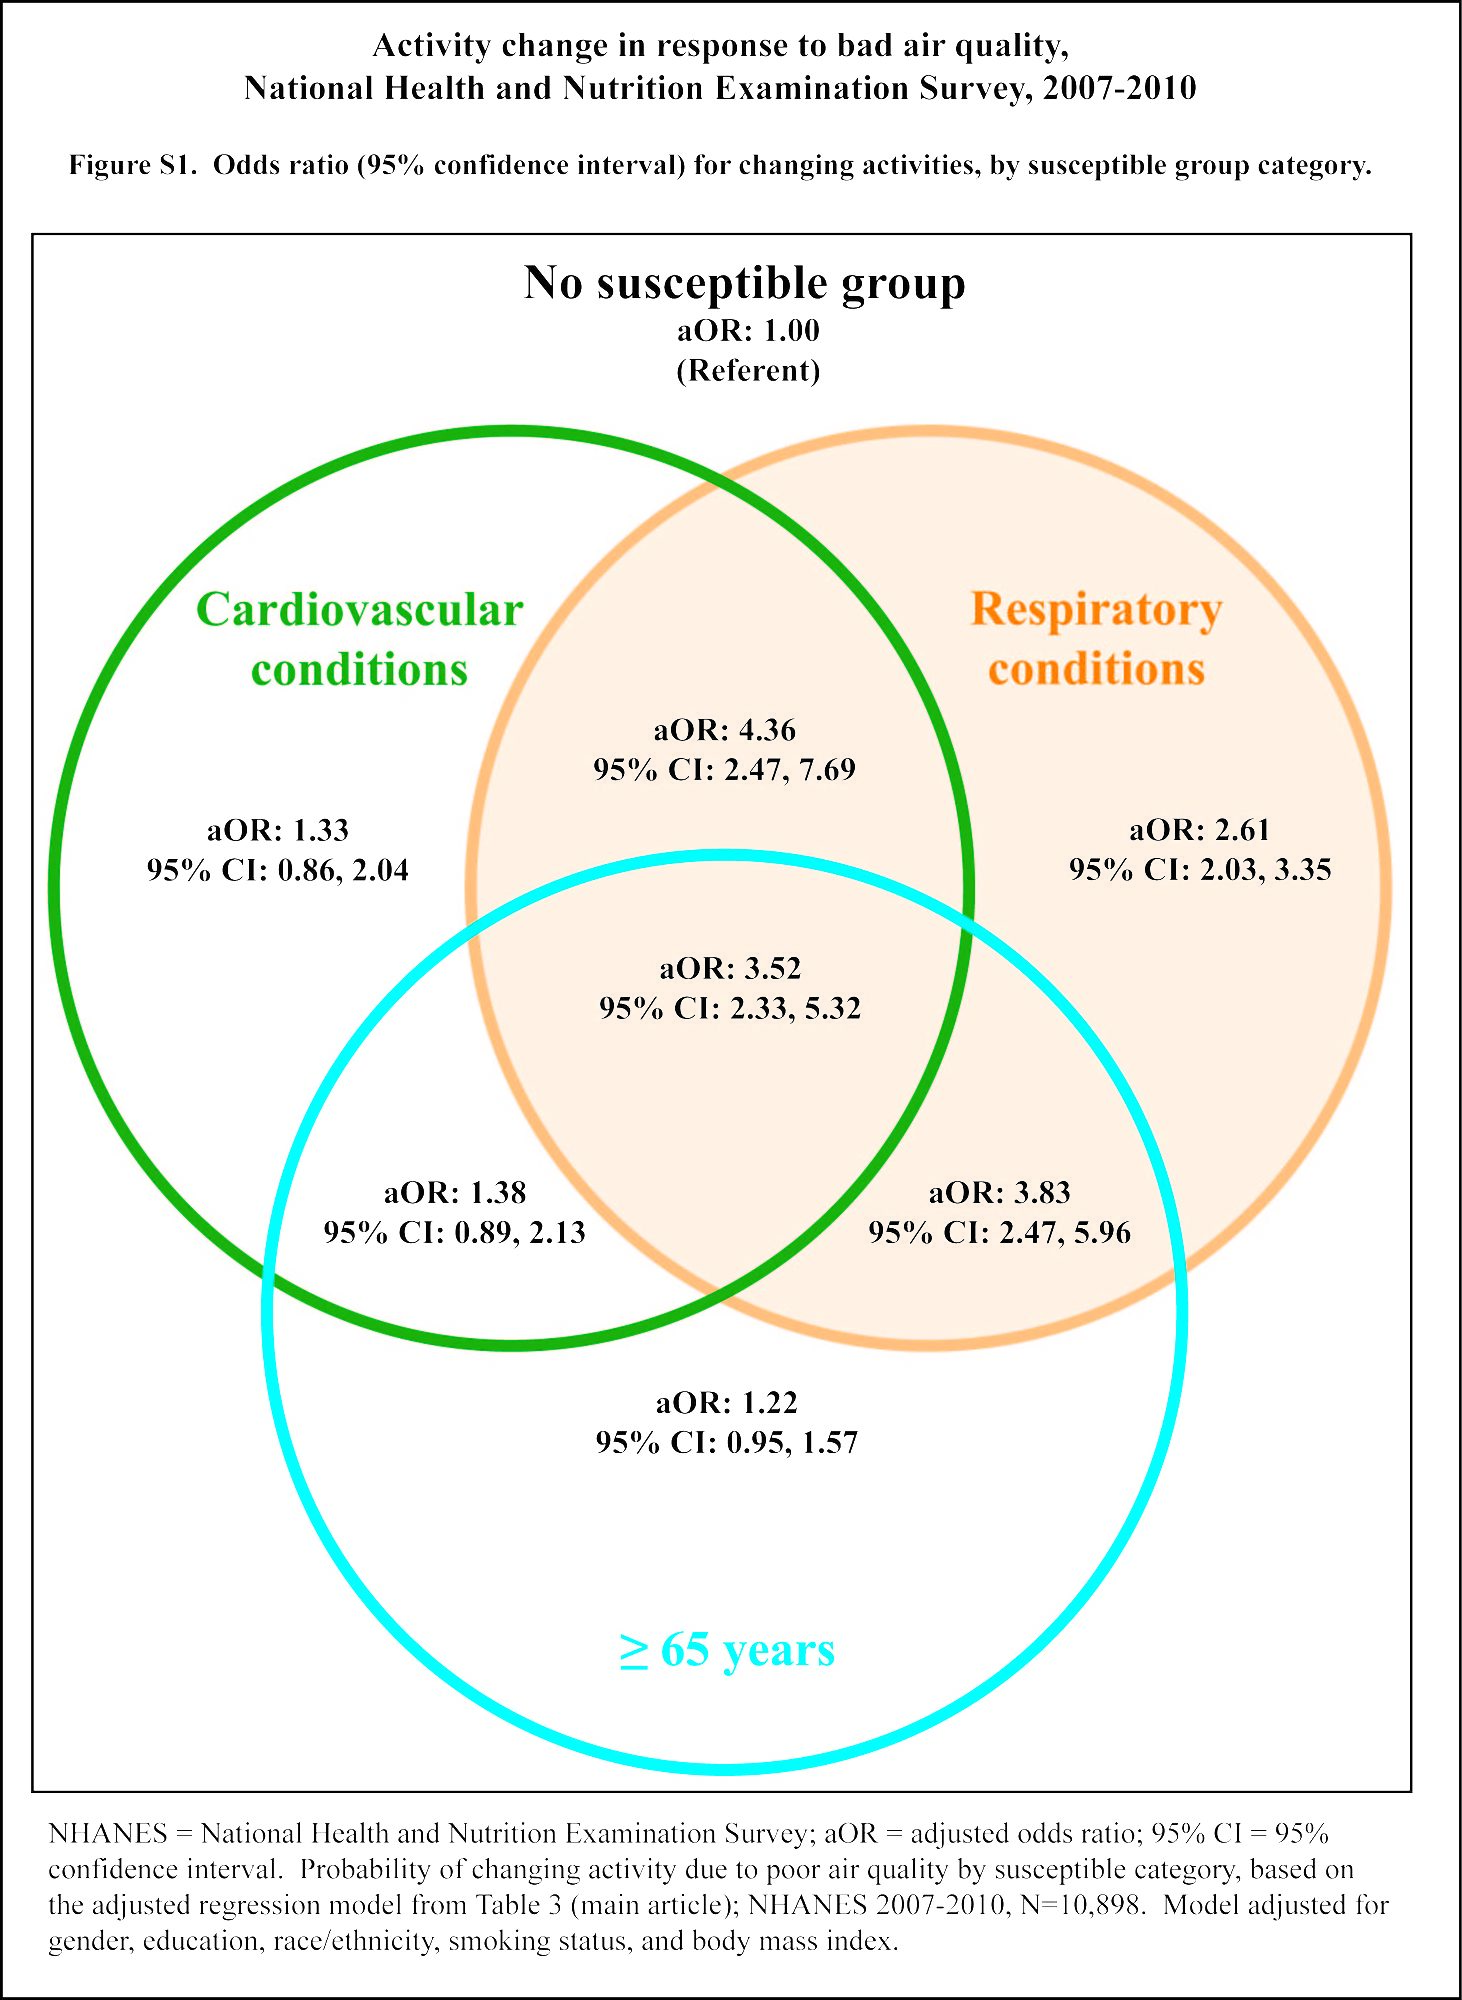 Activity change in response to bad air quality,
National Health and Nutrition Examination Survey, 2007-2010
Figure S1.  Odds ratio (95% confidence interval) for changing activities, by susceptible group category.
No susceptible group
aOR: 1.00
(Referent)
Cardiovascular
conditions
Respiratory
conditions
aOR: 4.36
95% CI: 2.47, 7.69
aOR: 1.33
95% CI: 0.86, 2.04
aOR: 2.61
95% CI: 2.03, 3.35
aOR: 3.52
95% CI: 2.33, 5.32
aOR: 1.38
95% CI: 0.89, 2.13
aOR: 3.83
95% CI: 2.47, 5.96
aOR: 1.22
95% CI: 0.95, 1.57
≥ 65 years
NHANES = National Health and Nutrition Examination Survey; aOR = adjusted odds ratio; 95% CI = 95%
confidence interval.  Probability of changing activity due to poor air quality by susceptible category, based on
the adjusted regression model from Table 3 (main article); NHANES 2007-2010, N=10,898.  Model adjusted for
gender, education, race/ethnicity, smoking status, and body mass index.